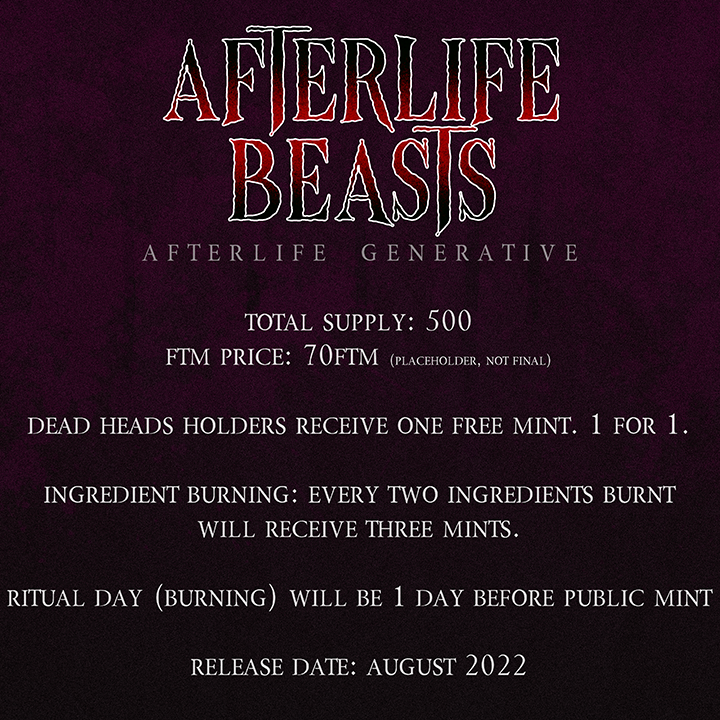 AFTERLIFE
BEASTS
AFTERLIFE GENERATIVE
TOTAL SUPPLY: 500
FTM PRICE: 70FTM (PLACEHOLDER, NOT FINAL)
DEAD HEADS HOLDERS RECEIVE ONE FREE MINT. 1 FOR 1.
INGREDIENT BURNING: EVERY TWO INGREDIENTS BURNT
WILL RECEIVE THREE MINTS.
RITUAL DAY (BURNING) WILL BE 1 DAY BEFORE PUBLIC MINT
RELEASE DATE: AUGUST 2022